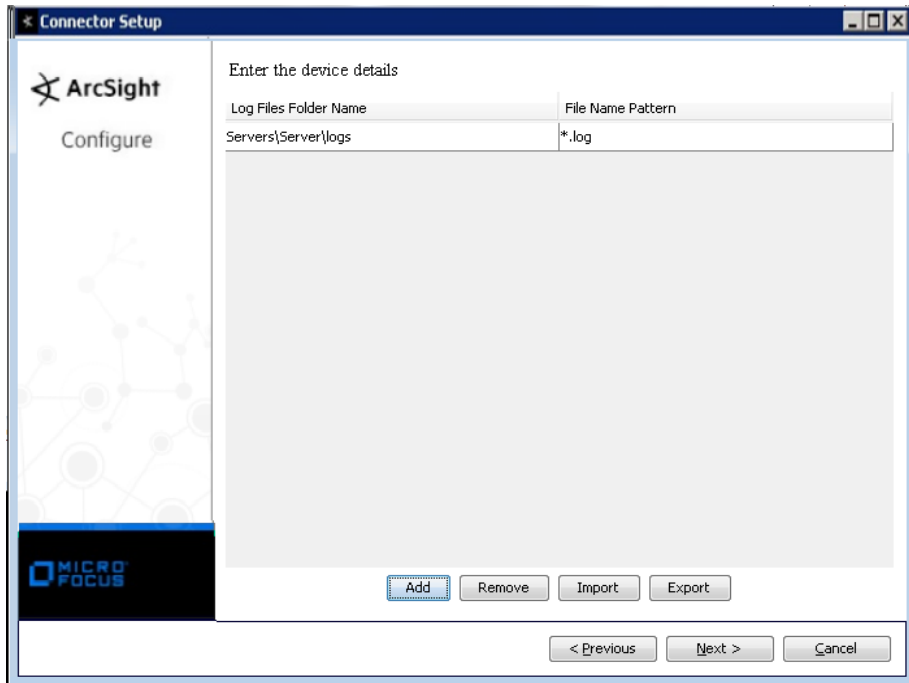 Connector Setup
ArcSight
Configure
Enter the device details
Log Files Folder Name File Name Pattern
Servers\Server\logs *.log
MICRO
FOCUS
Add Remove Import Export
< Previous Next > Cancel